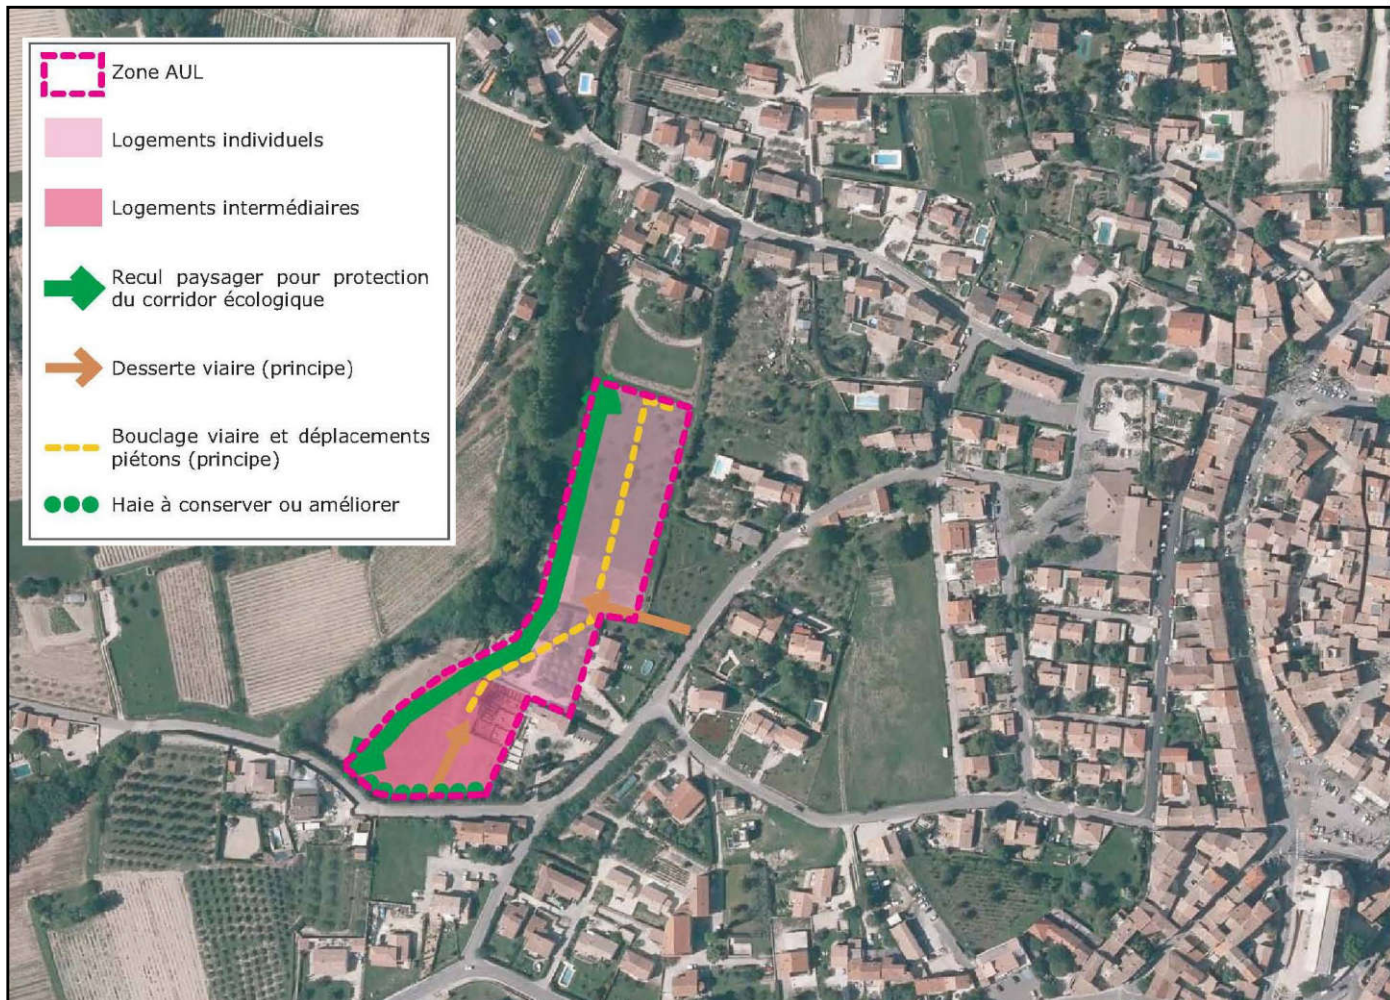 Zone AUL
Logements individuels
Logements intermédiaires
Recul paysager pour protection
du corridor écologique
Desserte viaire (principe)
Bouclage viaire et déplacements
piétons (principe)
Haie à conserver ou améliorer